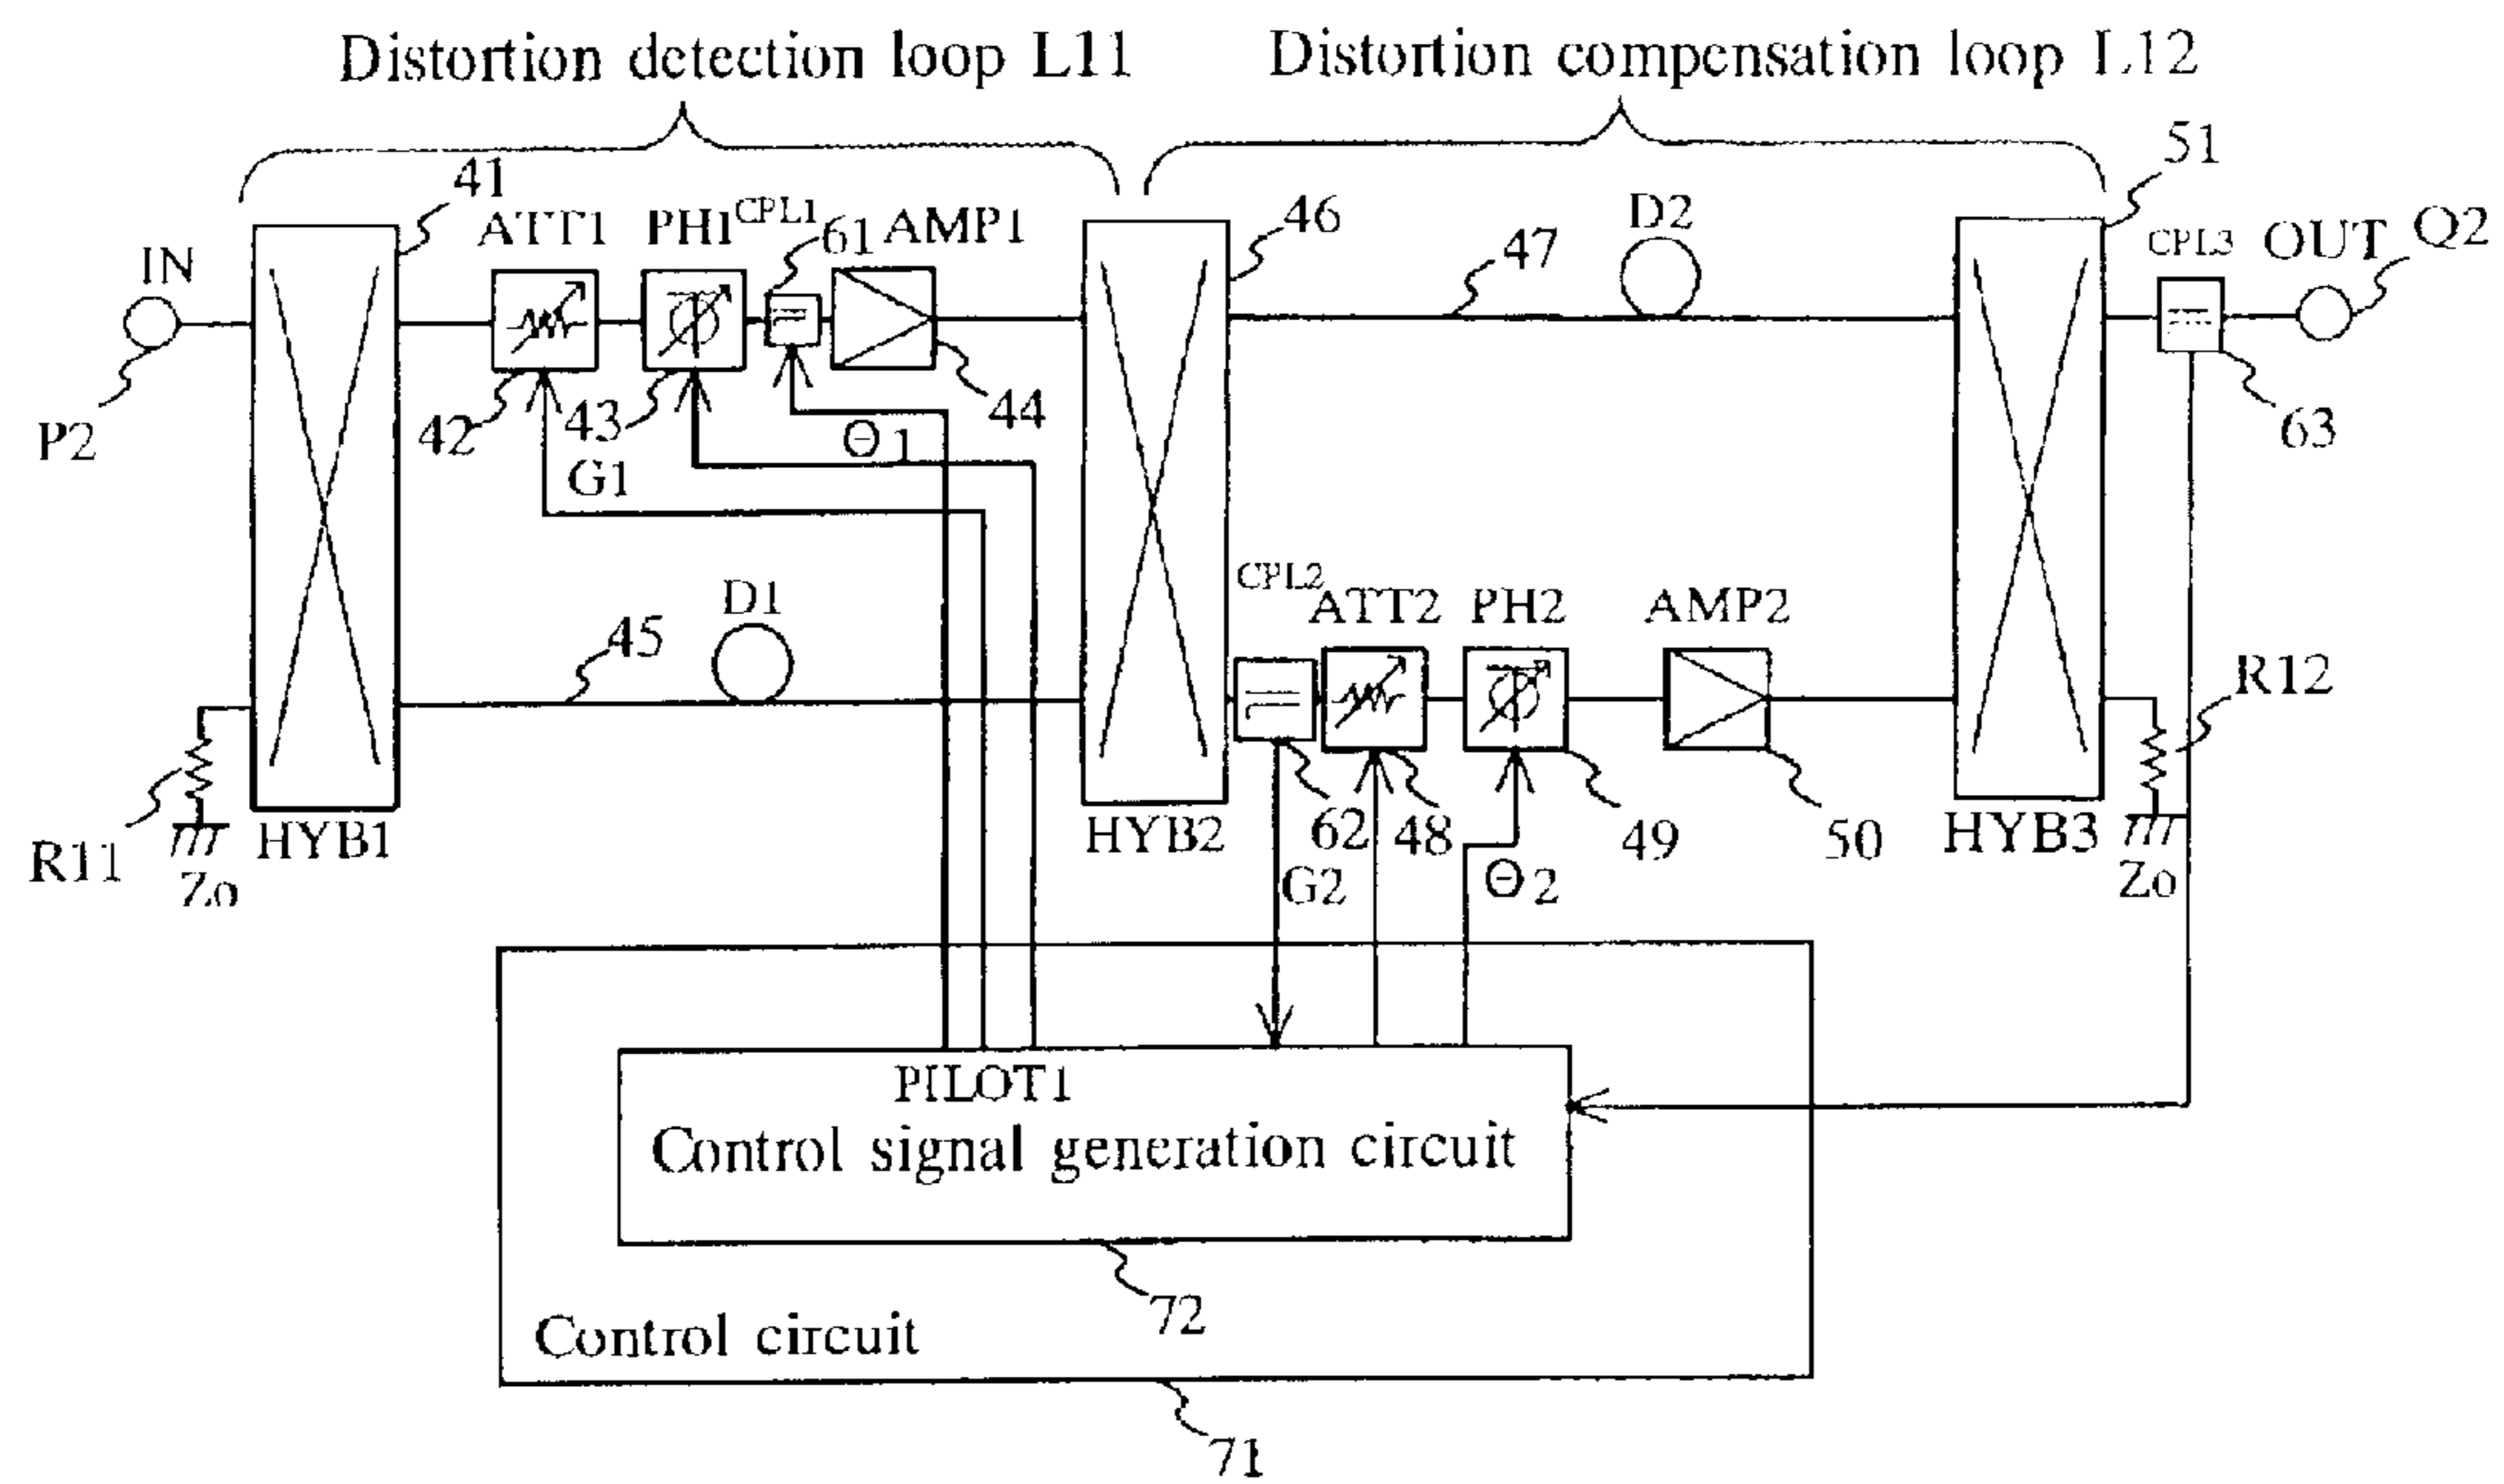 Distortion detection loop L11
Distortion compensation loop L12
41
51
ATT1
PH1
CPL1
61
AMP1
46
47
D2
CPL3
OUT
Q2
IN
P2
42
43
44
63
G1
Θ1
CPL2
ATT2
PH2
AMP2
D1
45
R12
R11
Zo
HYB1
HYB2
62
48
49
50
HYB3
Zo
G2
Θ2
PILOT1
Control signal generation circuit
72
Control circuit
71